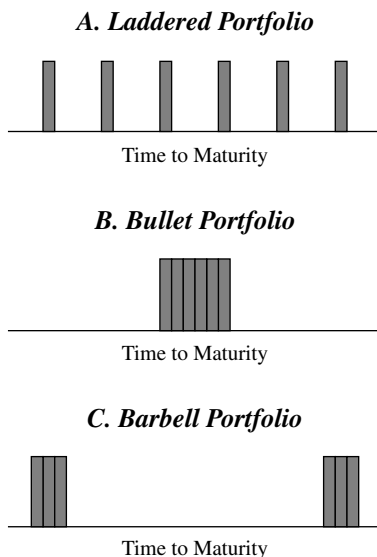 A. Laddered Portfolio
Time to Maturity
B. Bullet Portfolio
Time to Maturity
C. Barbell Portfolio
Time to Maturity